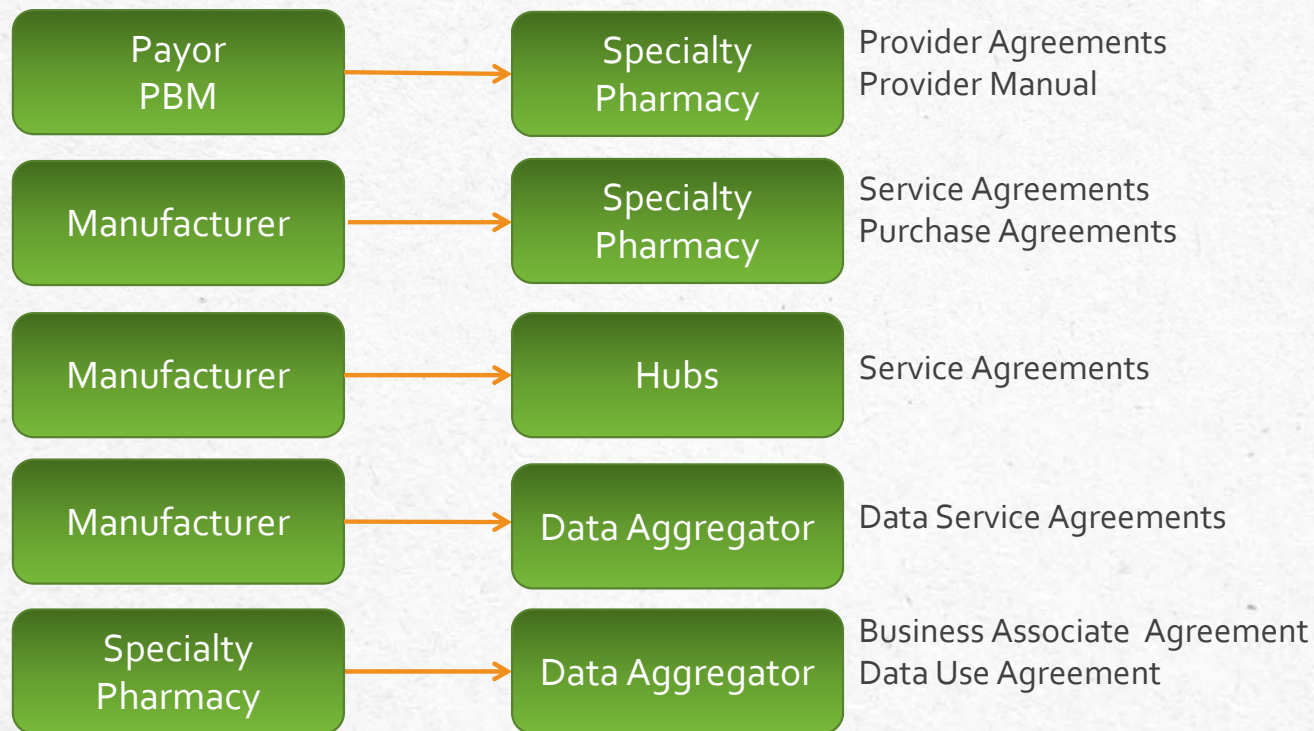 Payor
PBM
Specialty
Pharmacy
Provider Agreements
Provider Manual
Manufacturer
Specialty
Pharmacy
Service Agreements
Purchase Agreements
Manufacturer
Hubs
Service Agreements
Manufacturer
Data Aggregator
Data Service Agreements
Specialty
Pharmacy
Data Aggregator
Business Associate  Agreement
Data Use Agreement